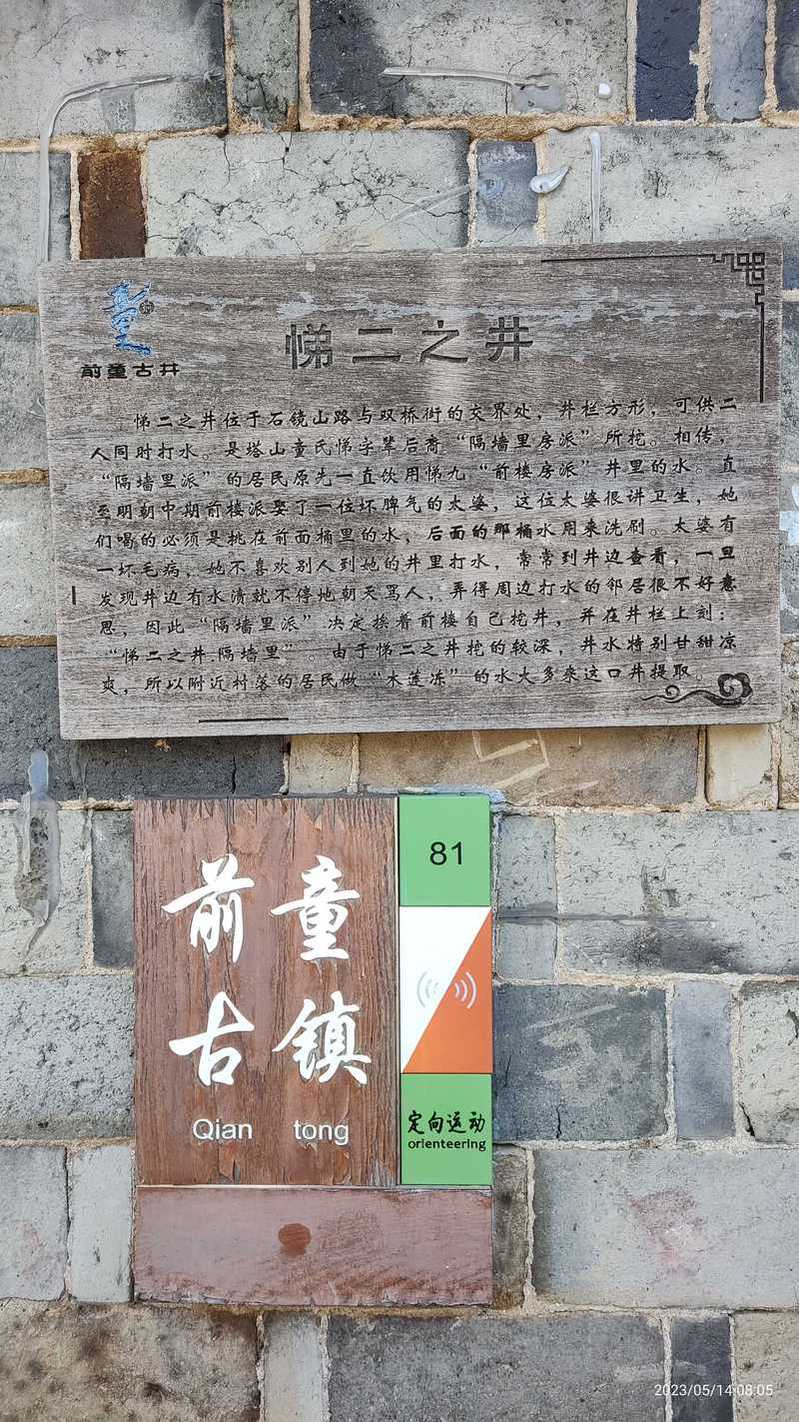 前童古井
悌二之井
悌二之井位于石镜山路与双桥街的交界处，井栏方形，可供二
人同时打水。是塔山童氏悌字辈后裔“隔墙里房派”所挖。相传，
“隔墙里派”的居民原先一直饮用悌九“前楼房派”井里的水。直
至明朝中期前楼派娶了一位坏脾气的太婆，这位太婆很讲卫生，她
们喝的必须是挑在前面桶里的水，后面的那桶水用来洗刷。太婆有
一坏毛病，她不喜欢别人到她的井里打水，常常到井边查看，一旦
发现井边有水渍就不停地朝天骂人，弄得周边打水的邻居很不好意
思，因此“隔墙里派”决定挨着前楼自己挖井，并在井栏上刻：
“悌二之井.隔墙里”。由于悌二之井挖的较深，井水特别甘甜凉
爽，所以附近村落的居民做“木莲冻”的水大多来这口井提取。
前童
古镇
Qian tong
81
定向运动
orienteering
2023/05/14 08:05